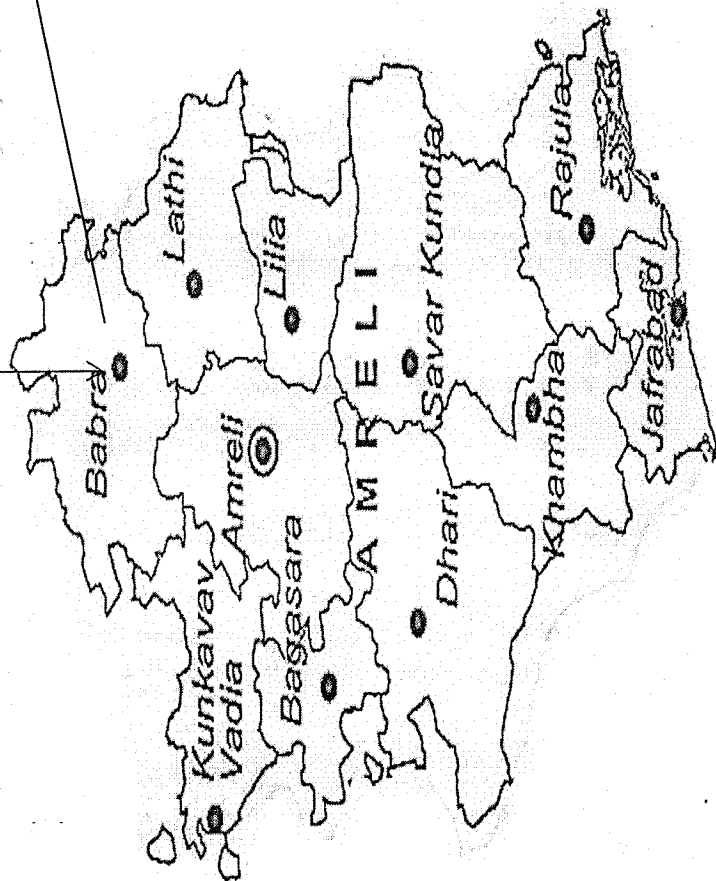 Babra
Lathi
Kunkavav
Vadia
Amreli
Lilia
Bagasara
AMRELI
Dhari
Savar Kundla
Khambha
Rajula
Jafrabad